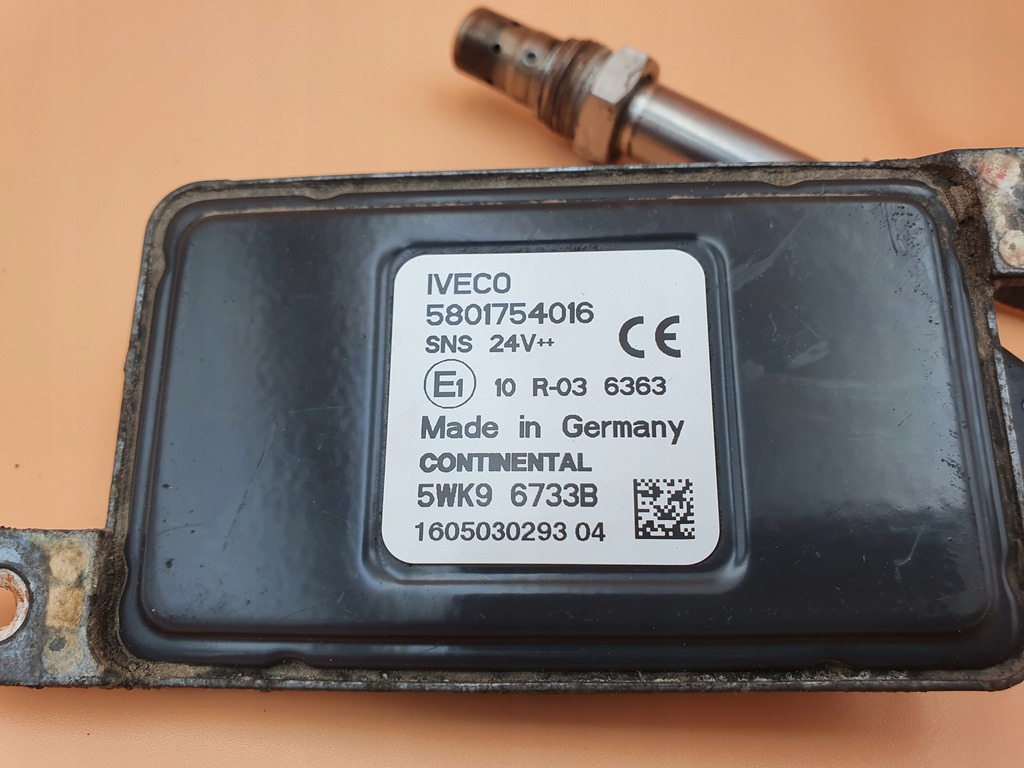 IVECO
5801754016
SNS 24V++
CE
E1 10 R-03 6363
Made in Germany
CONTINENTAL
5WK9 6733B
1605030293 04